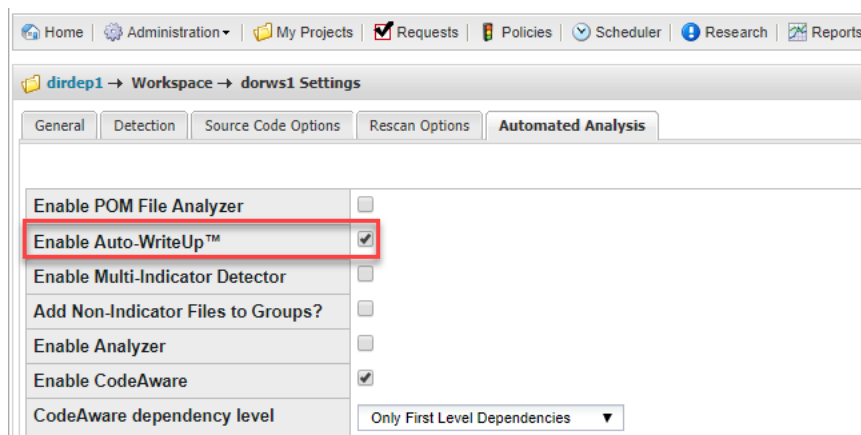 Home Administration My Projects Requests Policies Scheduler Research Reports
dirdep1 → Workspace → dorws1 Settings
General Detection Source Code Options Rescan Options Automated Analysis
Enable POM File Analyzer
Enable Auto-WriteUp™
Enable Multi-Indicator Detector
Add Non-Indicator Files to Groups?
Enable Analyzer
Enable CodeAware
CodeAware dependency level Only First Level Dependencies